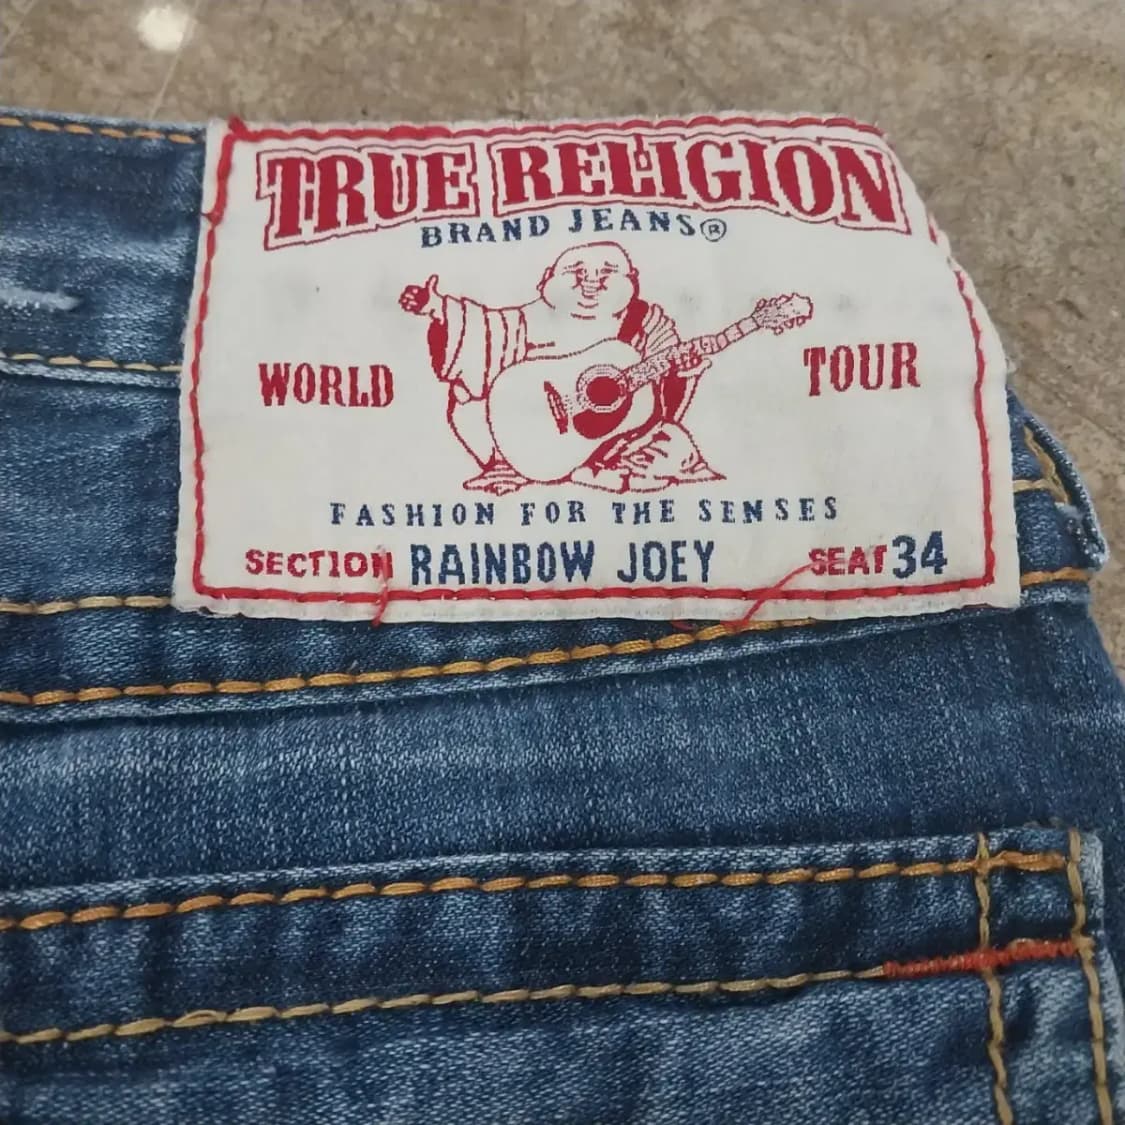 TRUE RELIGION
BRAND JEANS®
WORLD TOUR
FASHION FOR THE SENSES
SECTION RAINBOW JOEY SEAT 34